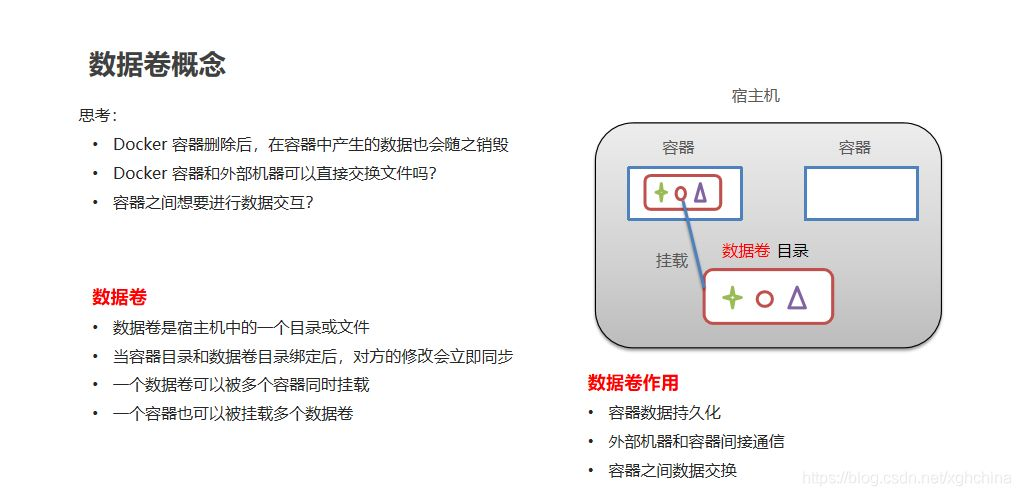 数据卷概念
思考：
• Docker 容器删除后，在容器中产生的数据也会随之销毁
• Docker 容器和外部机器可以直接交换文件吗？
• 容器之间想要进行数据交互？
数据卷
• 数据卷是宿主机中的一个目录或文件
• 当容器目录和数据卷目录绑定后，对方的修改会立即同步
• 一个数据卷可以被多个容器同时挂载
• 一个容器也可以被挂载多个数据卷
宿主机
容器 容器
数据卷 目录
挂载
数据卷作用
• 容器数据持久化
• 外部机器和容器间接通信
• 容器之间数据交换
https://blog.csdn.net/xghchina